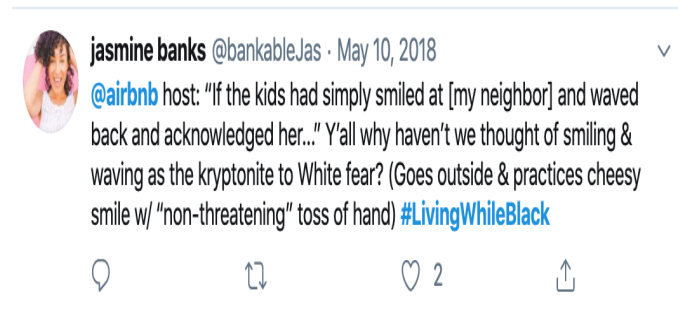 jasmine banks @bankableJas · May 10, 2018
@airbnb host: “If the kids had simply smiled at [my neighbor] and waved
back and acknowledged her...” Y’all why haven’t we thought of smiling &
waving as the kryptonite to White fear? (Goes outside & practices cheesy
smile w/ “non-threatening” toss of hand) #LivingWhileBlack
2